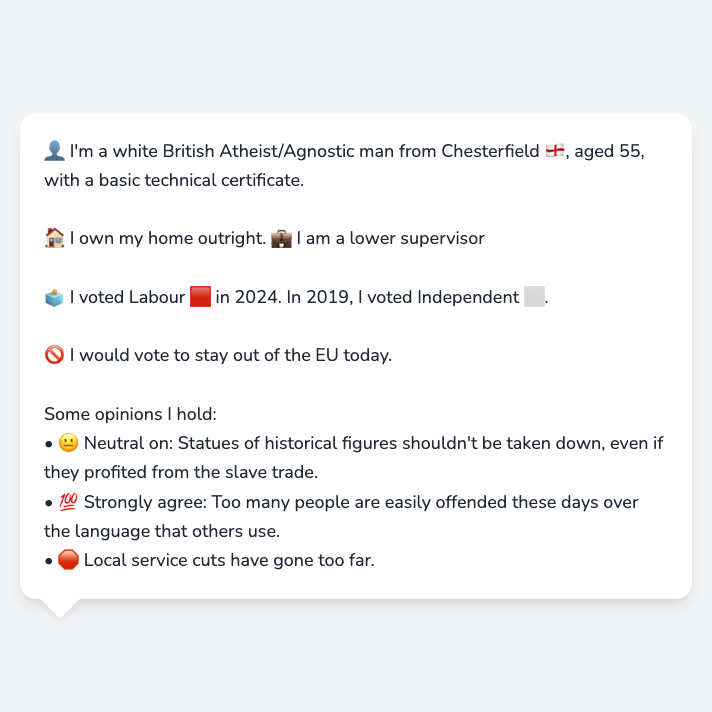 👤 I'm a white British Atheist/Agnostic man from Chesterfield 🏴󠁧󠁢󠁥󠁮󠁧󠁿, aged 55,
with a basic technical certificate.
🏠 I own my home outright. 💼 I am a lower supervisor
🗳️ I voted Labour 🟥 in 2024. In 2019, I voted Independent ⬜.
🚫 I would vote to stay out of the EU today.
Some opinions I hold:
• 😐 Neutral on: Statues of historical figures shouldn't be taken down, even if
they profited from the slave trade.
• 💯 Strongly agree: Too many people are easily offended these days over
the language that others use.
• 🛑 Local service cuts have gone too far.